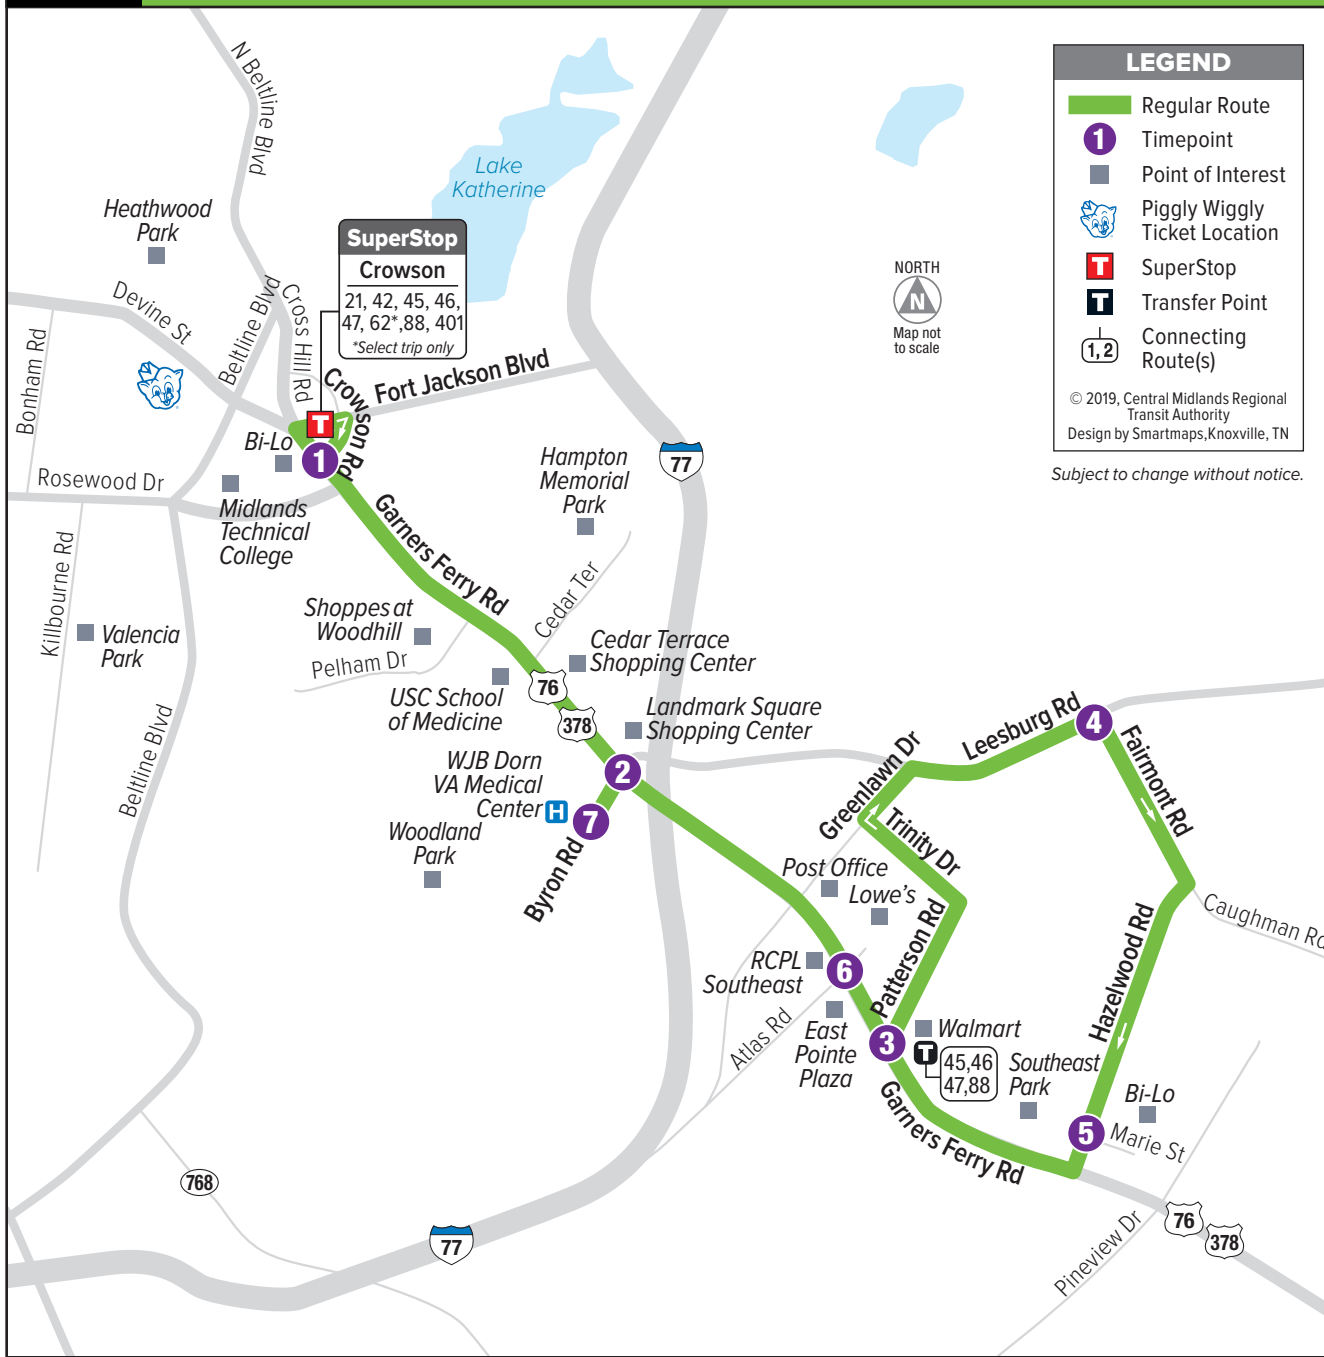 N Beltline Blvd
Lake
Katherine
Heathwood
Park
SuperStop
Crowson
21, 42, 45, 46,
47, 62*,88, 401
*Select trip only
LEGEND
Regular Route
1
Timepoint
Point of Interest
Piggly Wiggly
Ticket Location
T
SuperStop
T
Transfer Point
1, 2
Connecting
Route(s)
© 2019, Central Midlands Regional
Transit Authority
Design by Smartmaps,Knoxville, TN
Subject to change without notice.
NORTH
N
Map not
to scale
Devine St
Beltline Blvd
Cross Hill Rd
Bonham Rd
Crowson Rd
Fort Jackson Blvd
T
Bi-Lo
1
Rosewood Dr
Midlands
Technical
College
Hampton
Memorial
Park
77
Garners Ferry Rd
Killbourne Rd
Valencia
Park
Shoppes at
Woodhill
Pelham Dr
Cedar Ter
Cedar Terrace
Shopping Center
USC School
of Medicine
76
378
Landmark Square
Shopping Center
Beltline Blvd
WJB Dorn
VA Medical
Center
H
2
7
Woodland
Park
Byron Rd
Leesburg Rd
4
Greenlawn Dr
Trinity Dr
Fairmont Rd
Post Office
Lowe's
Caughman Rd
Patterson Rd
Hazelwood Rd
RCPL
Southeast
6
Atlas Rd
East
Pointe
Plaza
3
Walmart
T
45,46
47,88
Southeast
Park
Bi-Lo
5
Marie St
Garners Ferry Rd
768
77
Pineview Dr
76
378